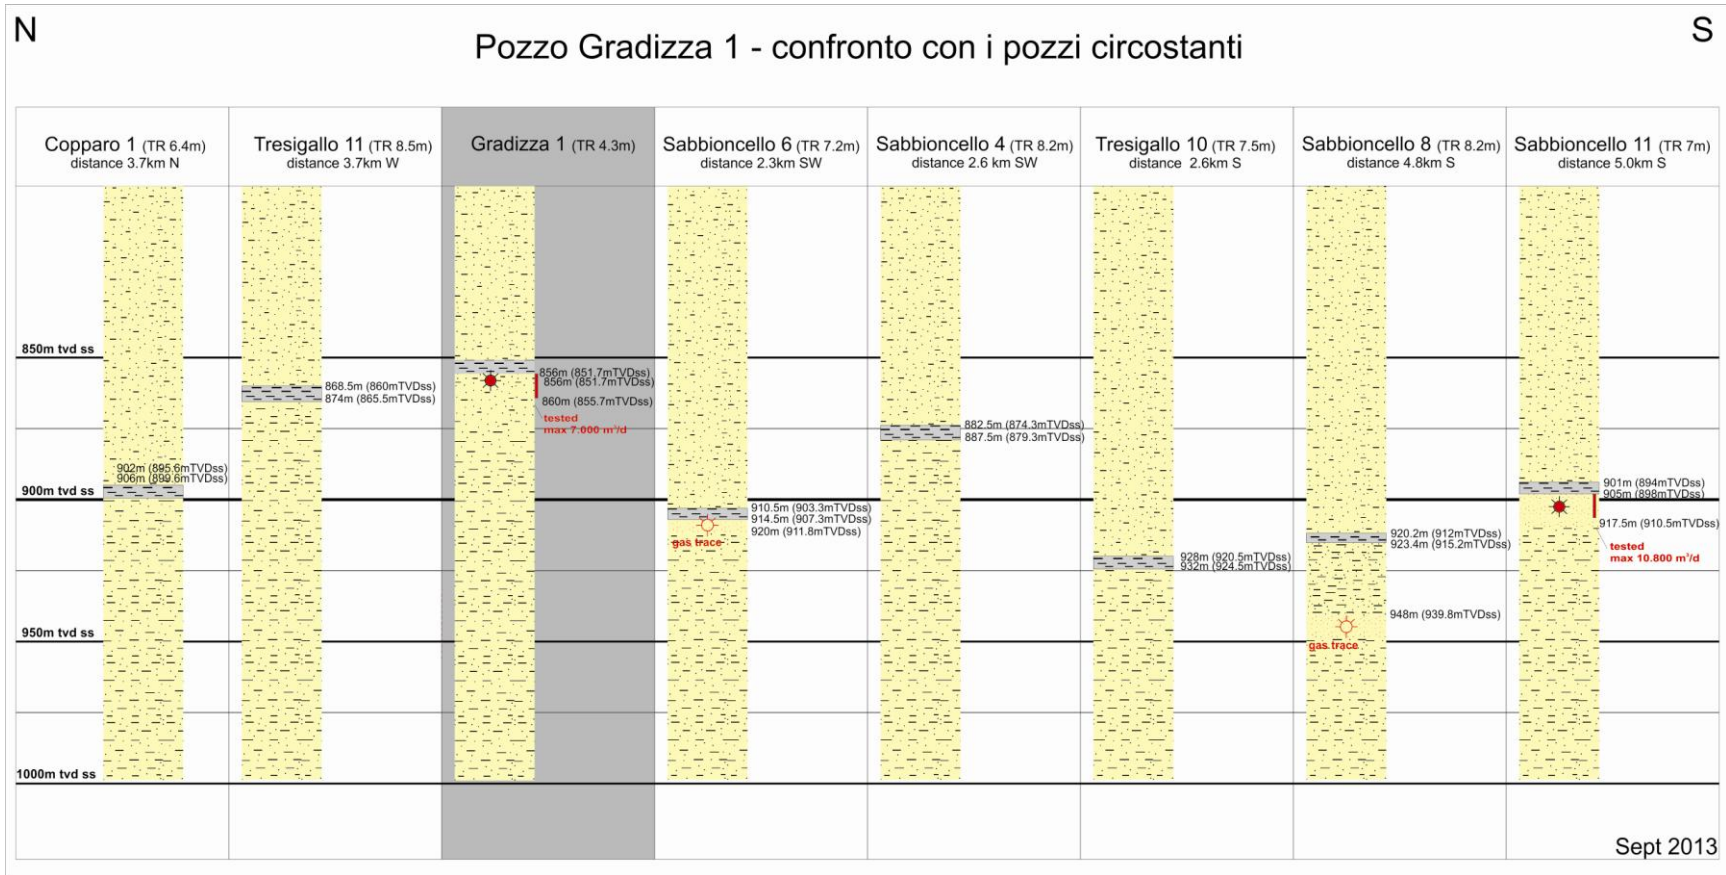 N
S
Pozzo Gradizza 1 - confronto con i pozzi circostanti
Copparo 1 (TR 6.4m)
distance 3.7km N
Tresigallo 11 (TR 8.5m)
distance 3.7km W
Gradizza 1 (TR 4.3m)
Sabbioncello 6 (TR 7.2m)
distance 2.3km SW
Sabbioncello 4 (TR 8.2m)
distance 2.6 km SW
Tresigallo 10 (TR 7.5m)
distance 2.6km S
Sabbioncello 8 (TR 8.2m)
distance 4.8km S
Sabbioncello 11 (TR 7m)
distance 5.0km S
850m tvd ss
900m tvd ss
950m tvd ss
1000m tvd ss
902m (895.6mTVDss)
906m (899.6mTVDss)
868.5m (860mTVDss)
874m (865.5mTVDss)
856m (851.7mTVDss)
856m (851.7mTVDss)
860m (855.7mTVDss)
tested
max 7.000 m³/d
910.5m (903.3mTVDss)
914.5m (907.3mTVDss)
920m (911.8mTVDss)
gas trace
882.5m (874.3mTVDss)
887.5m (879.3mTVDss)
928m (920.5mTVDss)
932m (924.5mTVDss)
920.2m (912mTVDss)
923.4m (915.2mTVDss)
948m (939.8mTVDss)
gas trace
901m (894mTVDss)
905m (898mTVDss)
917.5m (910.5mTVDss)
tested
max 10.800 m³/d
Sept 2013